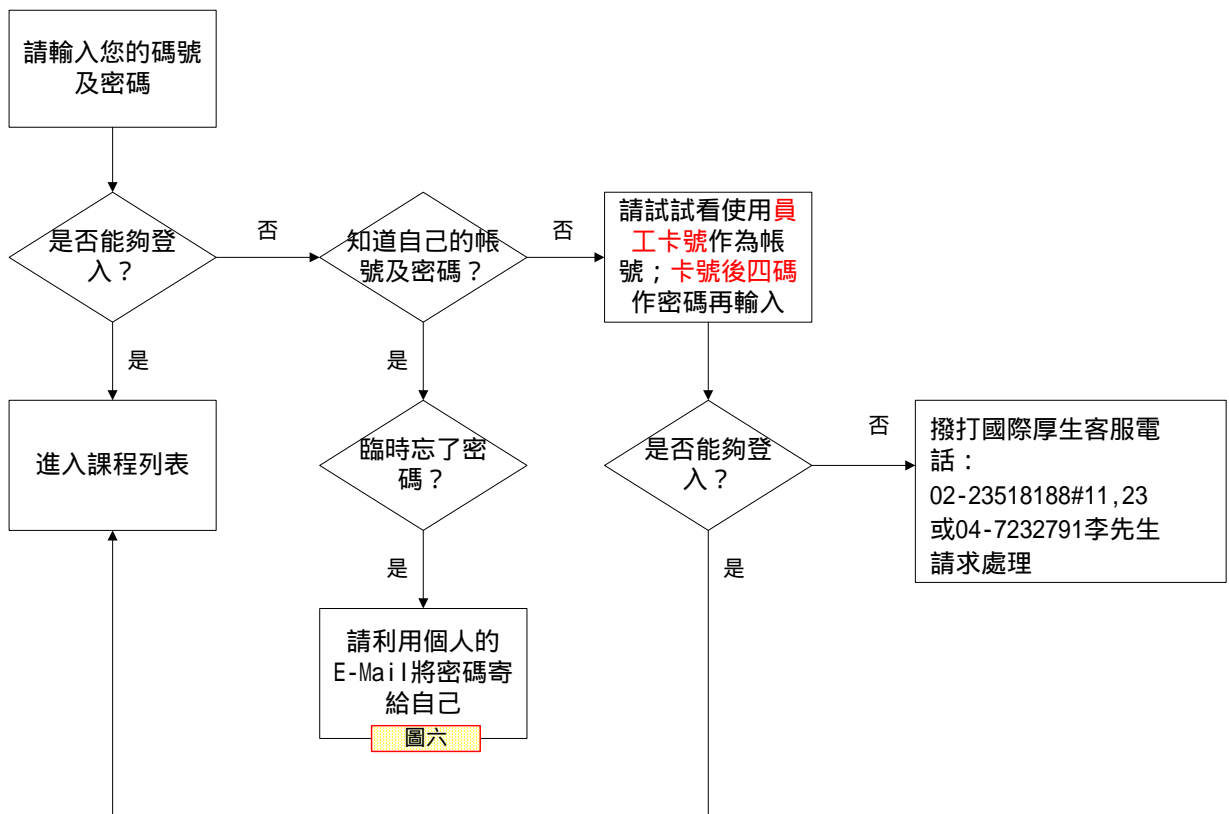 請輸入您的碼號
及密碼
是否能夠登
入？
否
知道自己的帳
號及密碼？
否
請試試看使用員
工卡號作為帳
號；卡號後四碼
作密碼再輸入
是
是
進入課程列表
臨時忘了密
碼？
是否能夠登
入？
否
撥打國際厚生客服電
話：
02-23518188#11,23
或04-7232791李先生
請求處理
是
是
請利用個人的
E-Mail將密碼寄
給自己
圖六